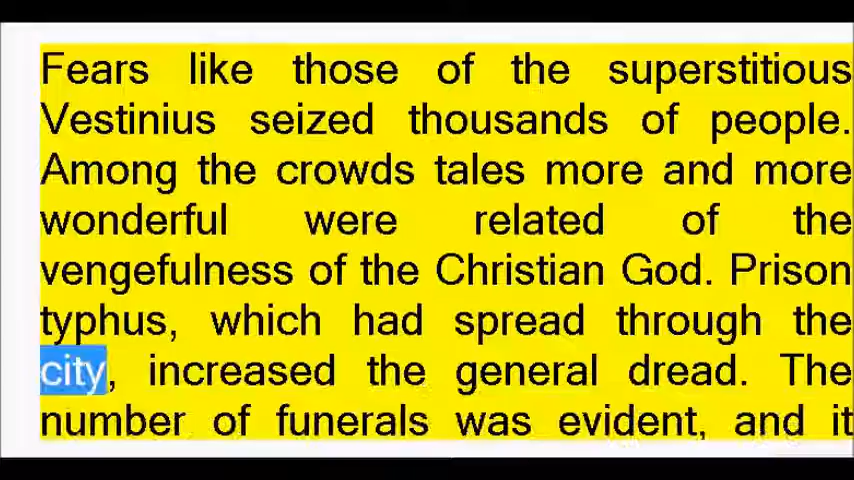 Fears like those of the superstitious
Vestinius seized thousands of people.
Among the crowds tales more and more
wonderful were related of the
vengefulness of the Christian God. Prison
typhus, which had spread through the
city, increased the general dread. The
number of funerals was evident, and it